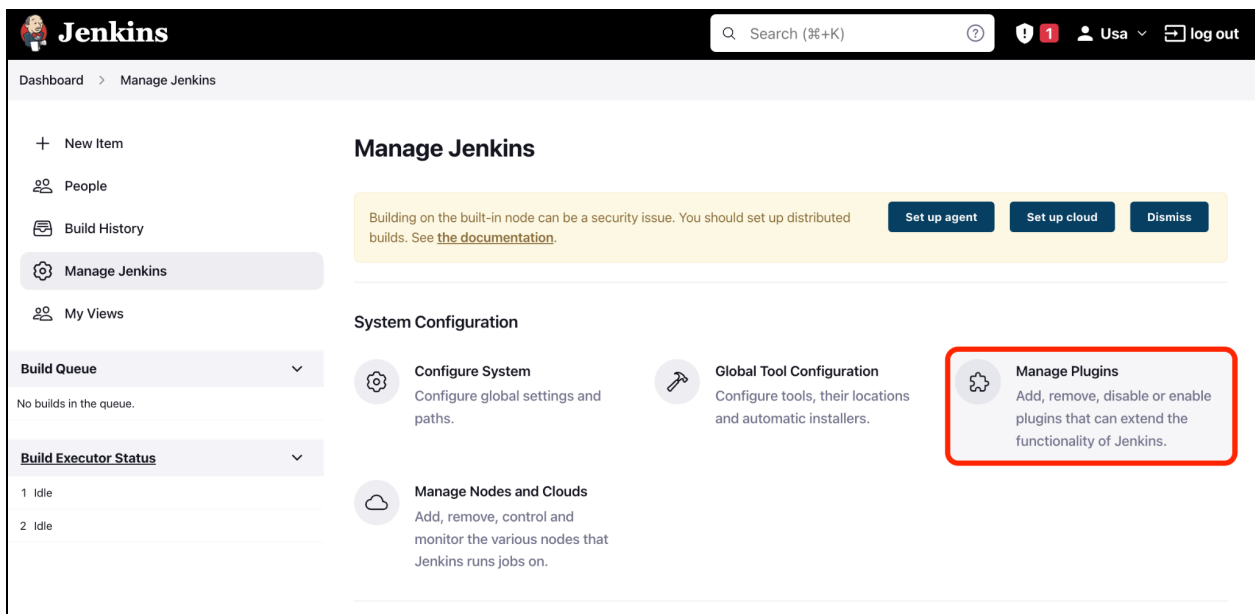 Jenkins
Search (⌘+K)
1
Usa
log out
Dashboard > Manage Jenkins
New Item
People
Build History
Manage Jenkins
My Views
Build Queue
No builds in the queue.
Build Executor Status
1 Idle
2 Idle
Manage Jenkins
Building on the built-in node can be a security issue. You should set up distributed
builds. See the documentation.
Set up agent
Set up cloud
Dismiss
System Configuration
Configure System
Configure global settings and
paths.
Global Tool Configuration
Configure tools, their locations
and automatic installers.
Manage Plugins
Add, remove, disable or enable
plugins that can extend the
functionality of Jenkins.
Manage Nodes and Clouds
Add, remove, control and
monitor the various nodes that
Jenkins runs jobs on.